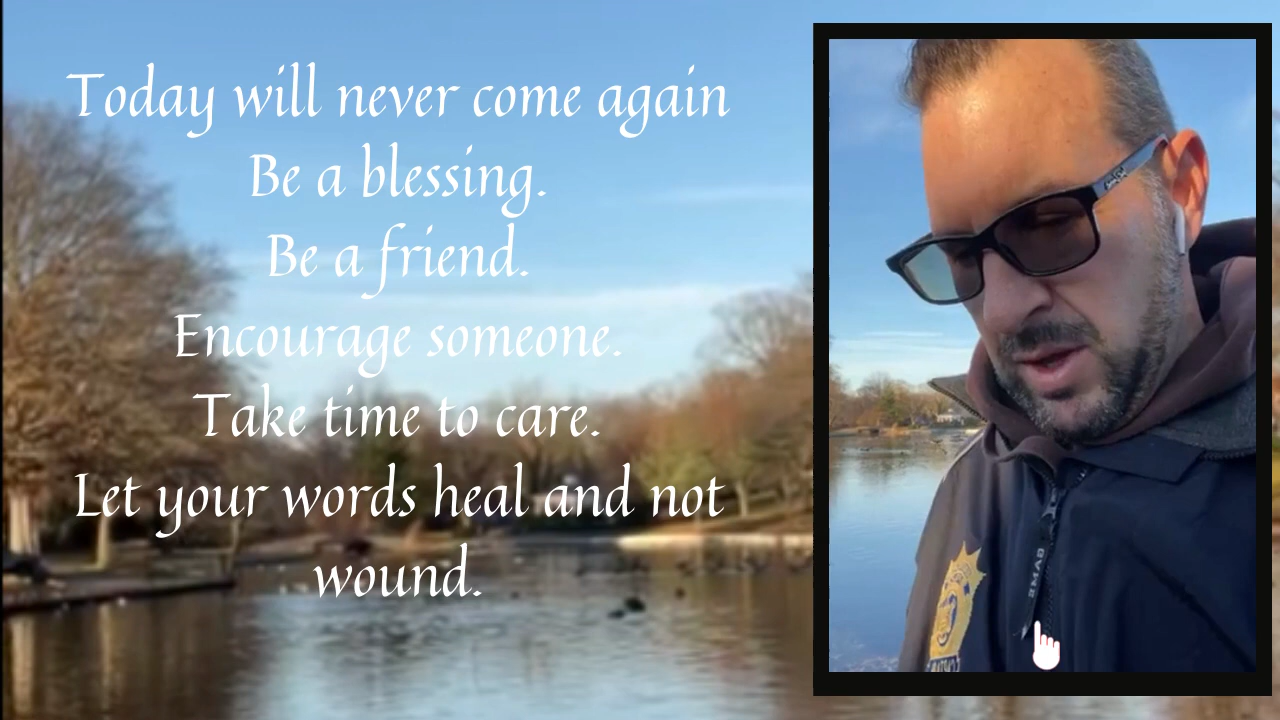 Today will never come again
Be a blessing.
Be a friend.
Encourage someone.
Take time to care.
Let your words heal and not
wound.